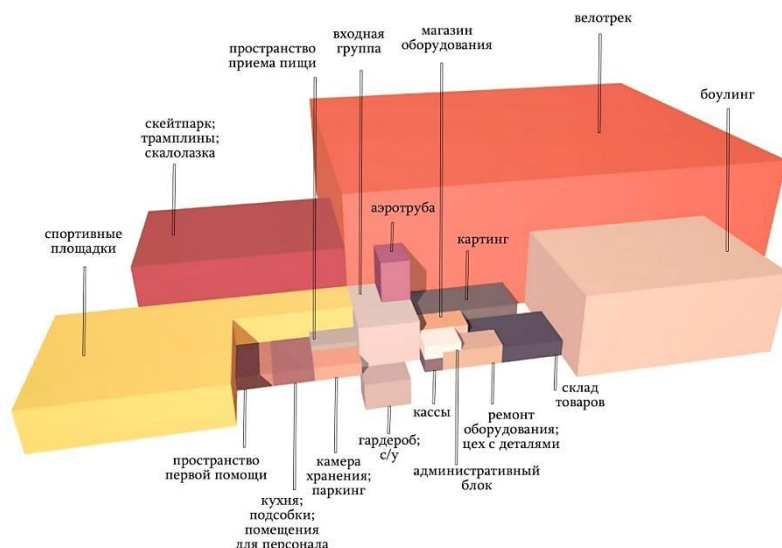 велотрек
входная
группа
магазин
оборудования
пространство
приема пищи
боулинг
скейтпарк;
трамплины;
скалолазка
аэротруба
спортивные
площадки
картинг
склад
товаров
кассы
ремонт
оборудования;
цех с деталями
гардероб;
с/у
пространство
первой помощи
камера
хранения;
паркинг
административный
блок
кухня;
подсобки;
помещения
для персонала